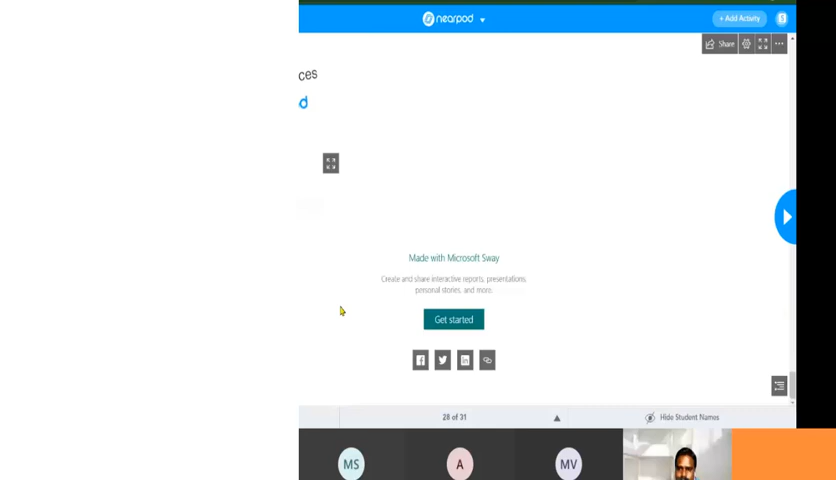 nearpod
+ Add Activity
S
Share
ces
d
Made with Microsoft Sway
Create and share interactive reports, presentations,
personal stories, and more.
Get started
28 of 31
Hide Student Names
MS
A
MV